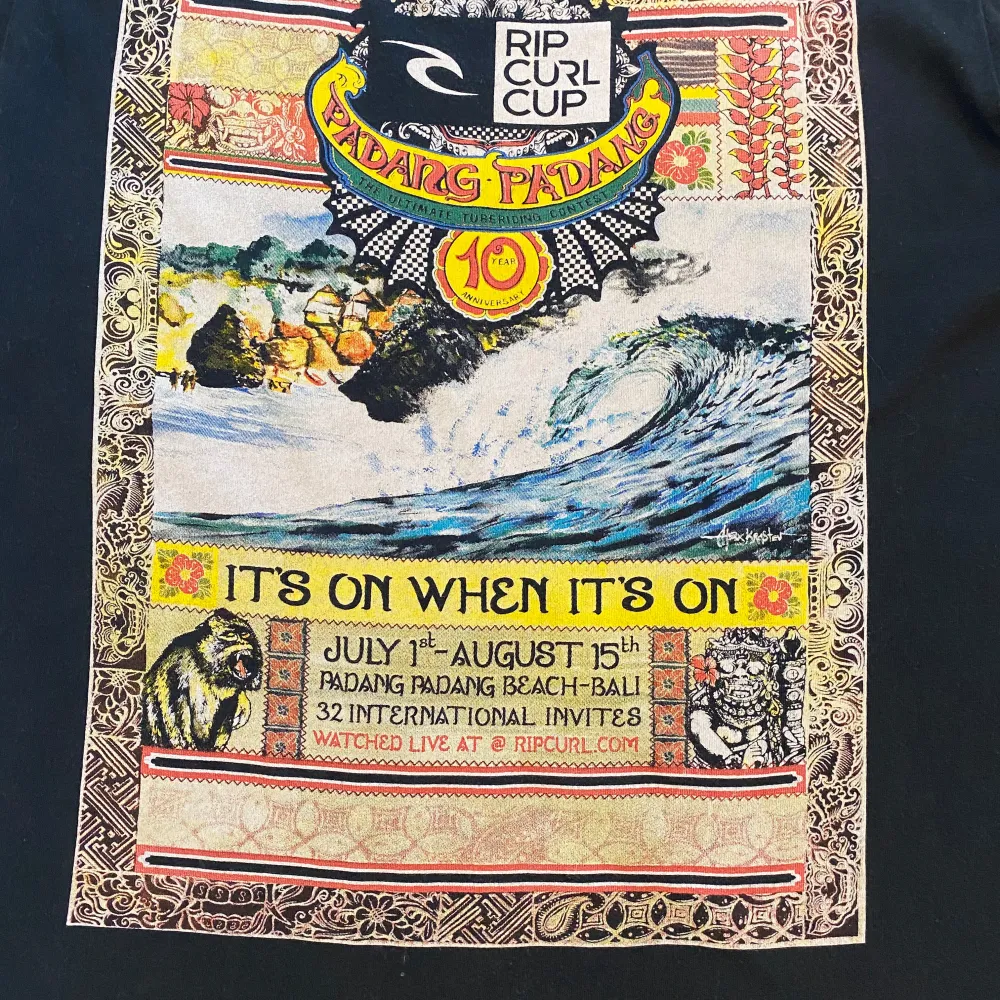 RIP
CURL
CUP
PADANG·PADANG
THE ULTIMATE TUBERIDING CONTEST
10
YEAR
ANNIVERSARY
IT'S ON WHEN IT'S ON
JULY 1st-AUGUST 15th
PADANG PADANG BEACH-BALI
32 INTERNATIONAL INVITES
WATCHED LIVE AT @ RIPCURL.COM